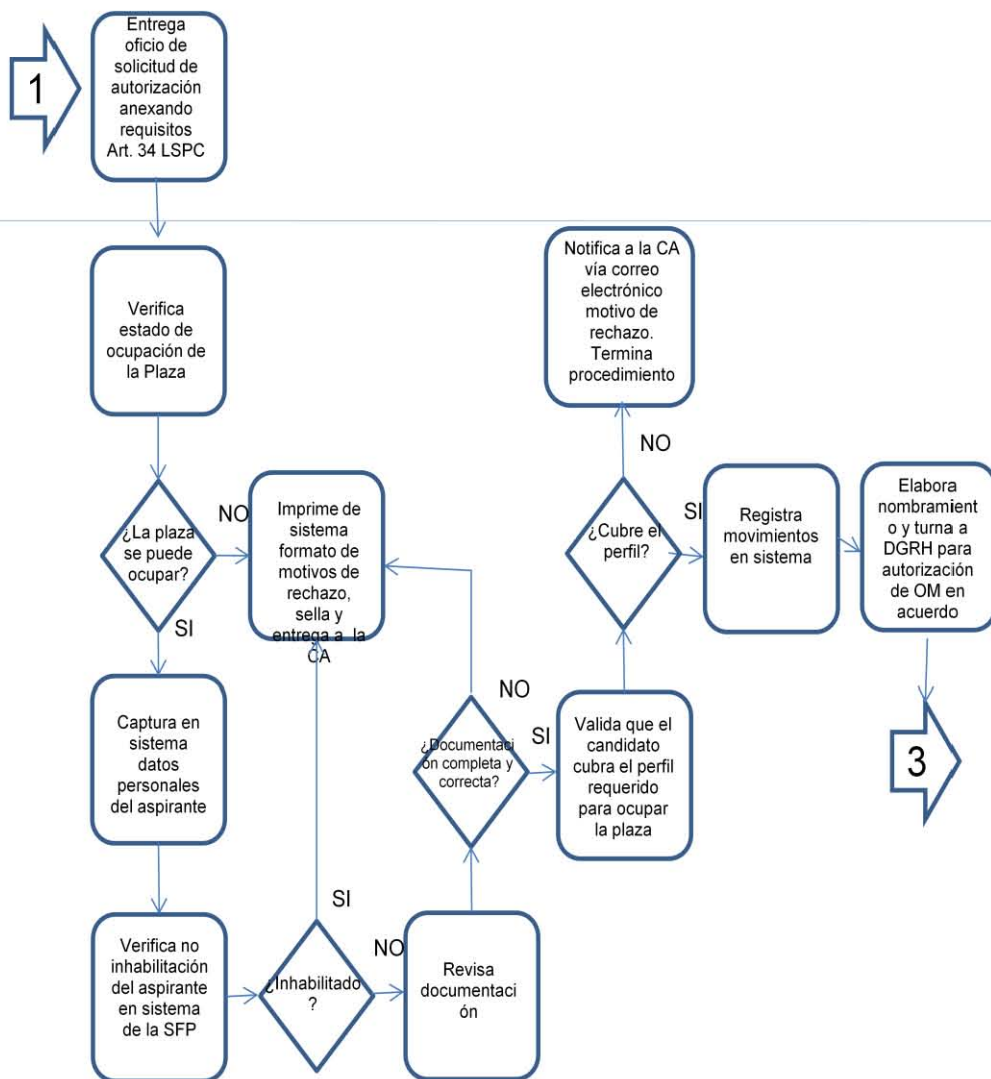 1
Entrega
oficio de
solicitud de
autorización
anexando
requisitos
Art. 34 LSPC
Verifica
estado de
ocupación de
la Plaza
¿La plaza
se puede
ocupar?
NO
SI
Imprime de
sistema
formato de
motivos de
rechazo,
sella y
entrega a la
CA
Captura en
sistema
datos
personales
del aspirante
Verifica no
inhabilitación
del aspirante
en sistema
de la SFP
¿Inhabilitado
?
SI
NO
Revisa
documentaci
ón
¿Documentaci
ón completa y
correcta?
NO
SI
Valida que el
candidato
cubra el perfil
requerido
para ocupar
la plaza
¿Cubre el
perfil?
NO
Notifica a la CA
vía correo
electrónico
motivo de
rechazo.
Termina
procedimiento
SI
Registra
movimientos
en sistema
Elabora
nombramient
o y turna a
DGRH para
autorización
de OM en
acuerdo
3